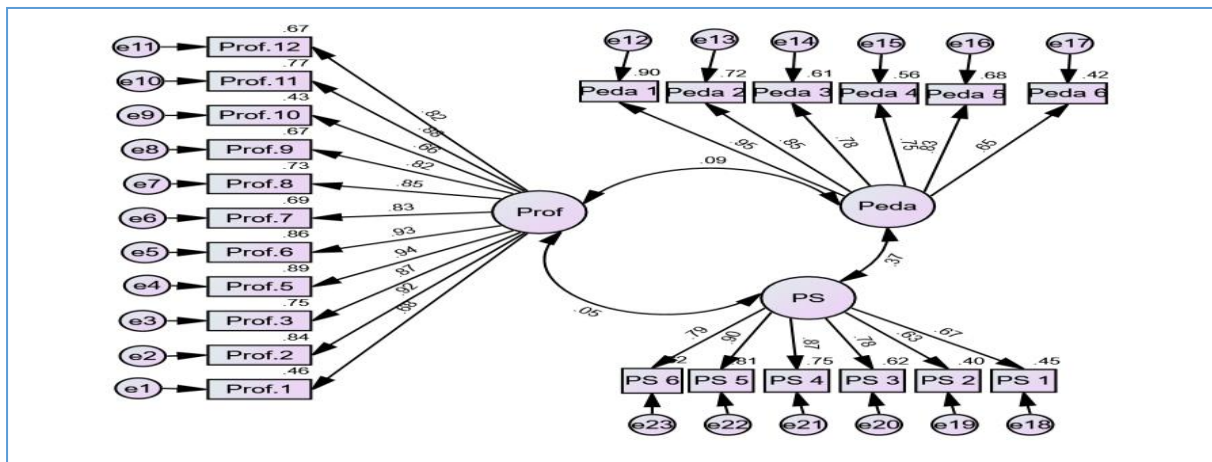 .67
e11 Prof.12
.77
e10 Prof.11
.43
e9 Prof.10
.67
e8 Prof.9
.73
e7 Prof.8
.69
e6 Prof.7
.86
e5 Prof.6
.89
e4 Prof.5
.75
e3 Prof.3
.84
e2 Prof.2
.46
e1 Prof.1
.82
.66
.82
.85
.83
.93
.94
.87
.92
Prof
.09
.05
.37
e12 e13 e14 e15 e16 e17
.90 .72 .61 .56 .68 .42
Peda 1 Peda 2 Peda 3 Peda 4 Peda 5 Peda 6
.95 .85 .78 .75 .83
Peda
PS
.79 .90 .87 .78 .63 .67
.81 .75 .62 .40 .45
PS 6 PS 5 PS 4 PS 3 PS 2 PS 1
e23 e22 e21 e20 e19 e18